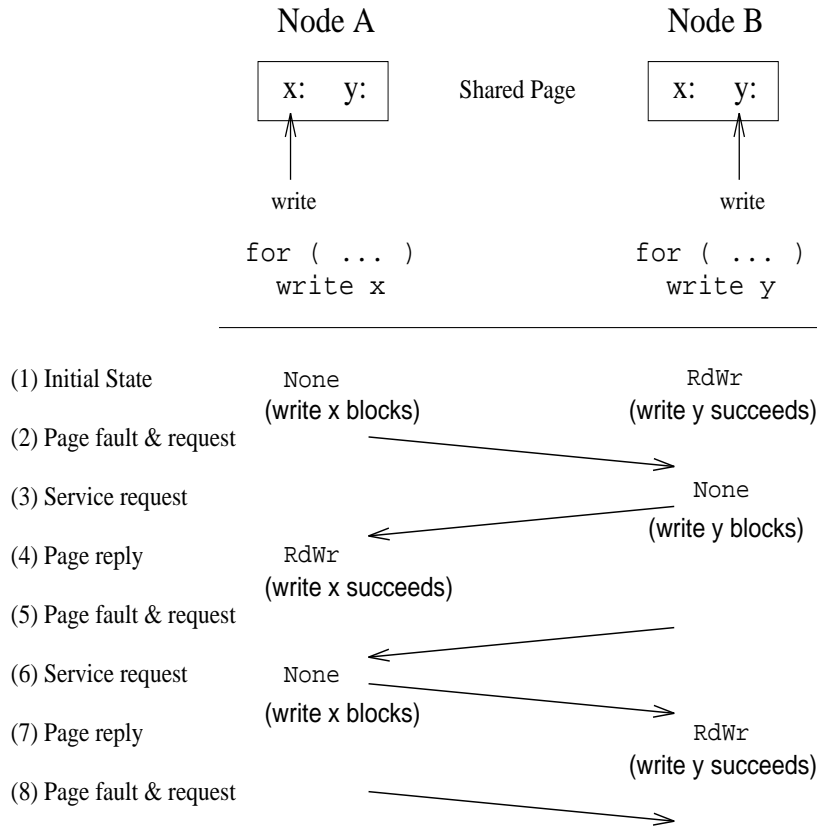 Node A Node B
x: y: Shared Page x: y:
write write
for ( ... ) for ( ... )
write x write y
(1) Initial State None RdWr
(write x blocks) (write y succeeds)
(2) Page fault & request
(3) Service request None
(write y blocks)
(4) Page reply RdWr
(write x succeeds)
(5) Page fault & request
(6) Service request None
(write x blocks)
(7) Page reply RdWr
(write y succeeds)
(8) Page fault & request